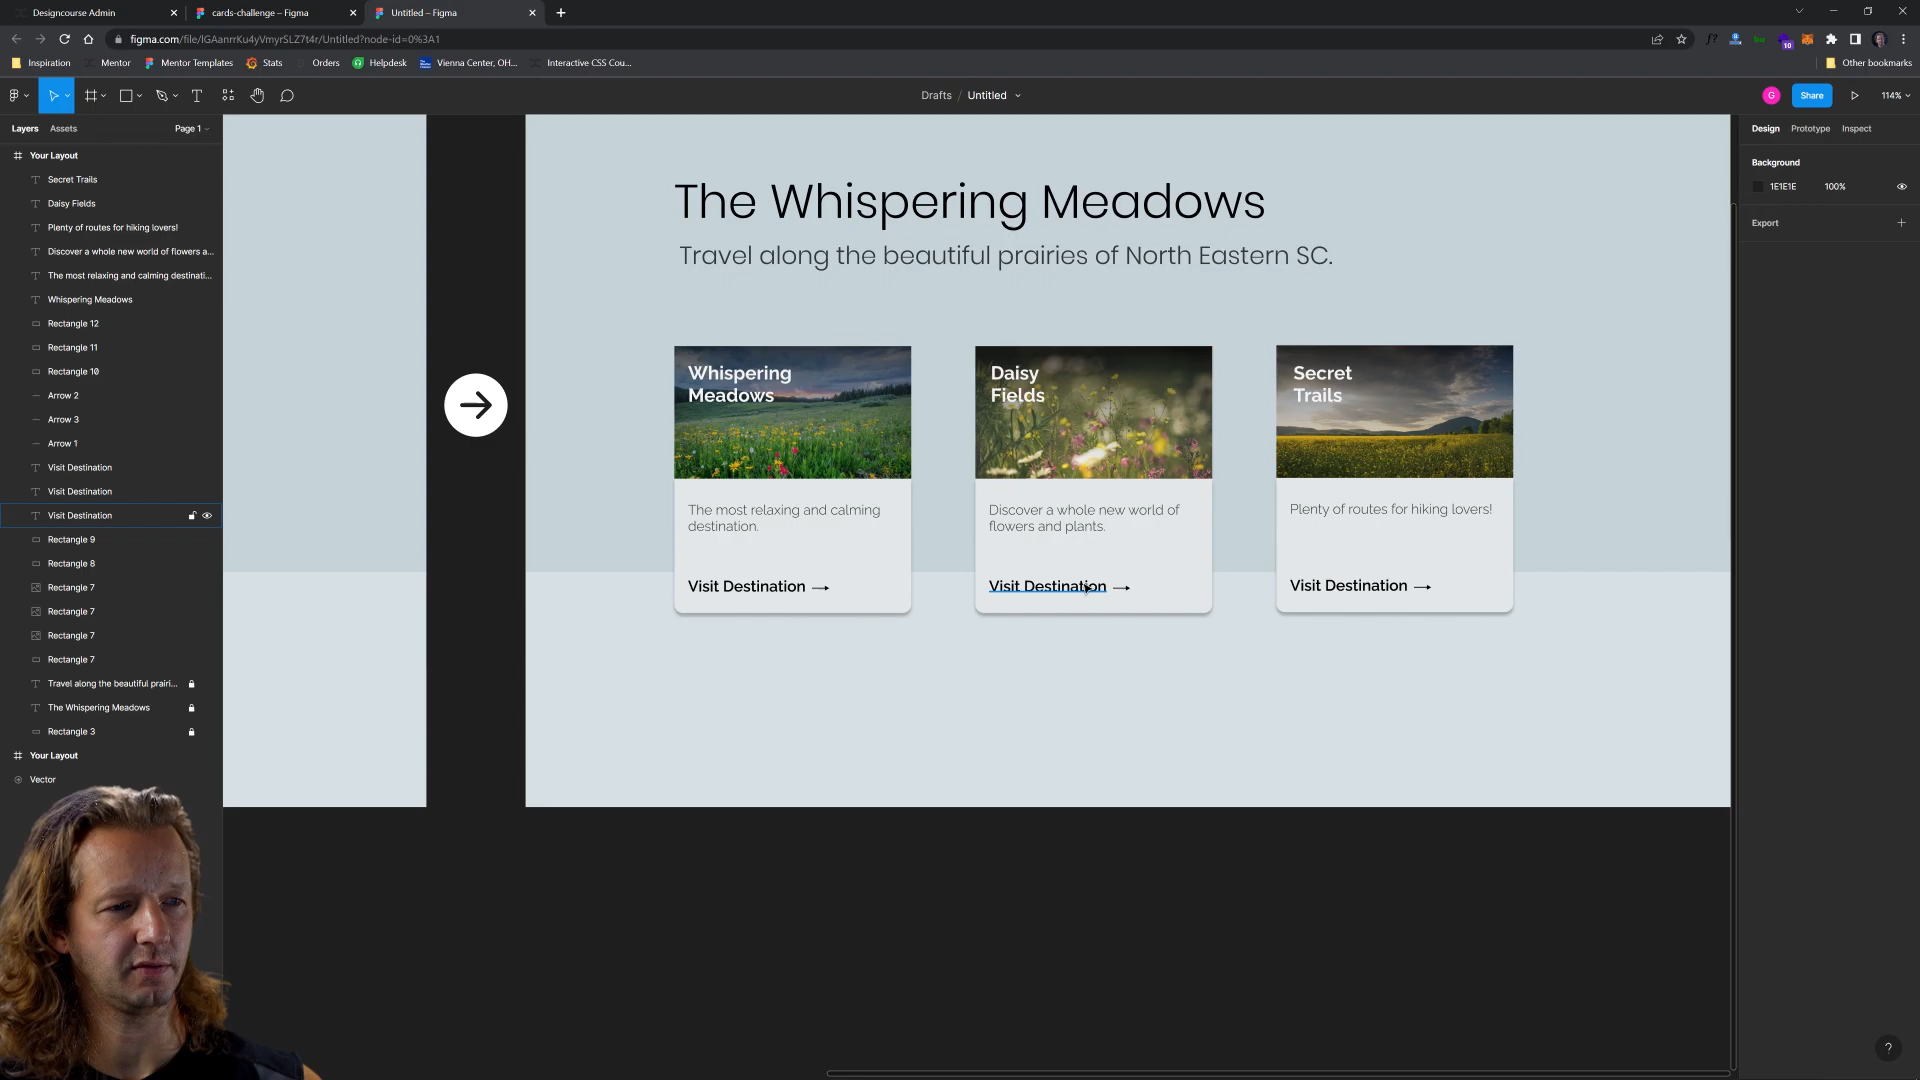 Designcourse Admin
cards-challenge – Figma
Untitled – Figma
figma.com/file/lGAanrrKu4yVmyrSLZ7t4r/Untitled?node-id=0%3A1
10
Inspiration
Mentor
Mentor Templates
Stats
Orders
Helpdesk
Vienna Center, OH...
Interactive CSS Cou...
Other bookmarks
Drafts / Untitled
G
Share
114%
Layers
Assets
Page 1
Design
Prototype
Inspect
Your Layout
Secret Trails
Daisy Fields
Plenty of routes for hiking lovers!
Discover a whole new world of flowers a...
The most relaxing and calming destinati...
Whispering Meadows
Rectangle 12
Rectangle 11
Rectangle 10
Arrow 2
Arrow 3
Arrow 1
Visit Destination
Visit Destination
Visit Destination
Rectangle 9
Rectangle 8
Rectangle 7
Rectangle 7
Rectangle 7
Rectangle 7
Travel along the beautiful prairi...
The Whispering Meadows
Rectangle 3
Your Layout
Vector
The Whispering Meadows
Travel along the beautiful prairies of North Eastern SC.
Whispering
Meadows
The most relaxing and calming
destination.
Visit Destination →
Daisy
Fields
Discover a whole new world of
flowers and plants.
Visit Destination →
Secret
Trails
Plenty of routes for hiking lovers!
Visit Destination →
Background
1E1E1E
100%
Export
?